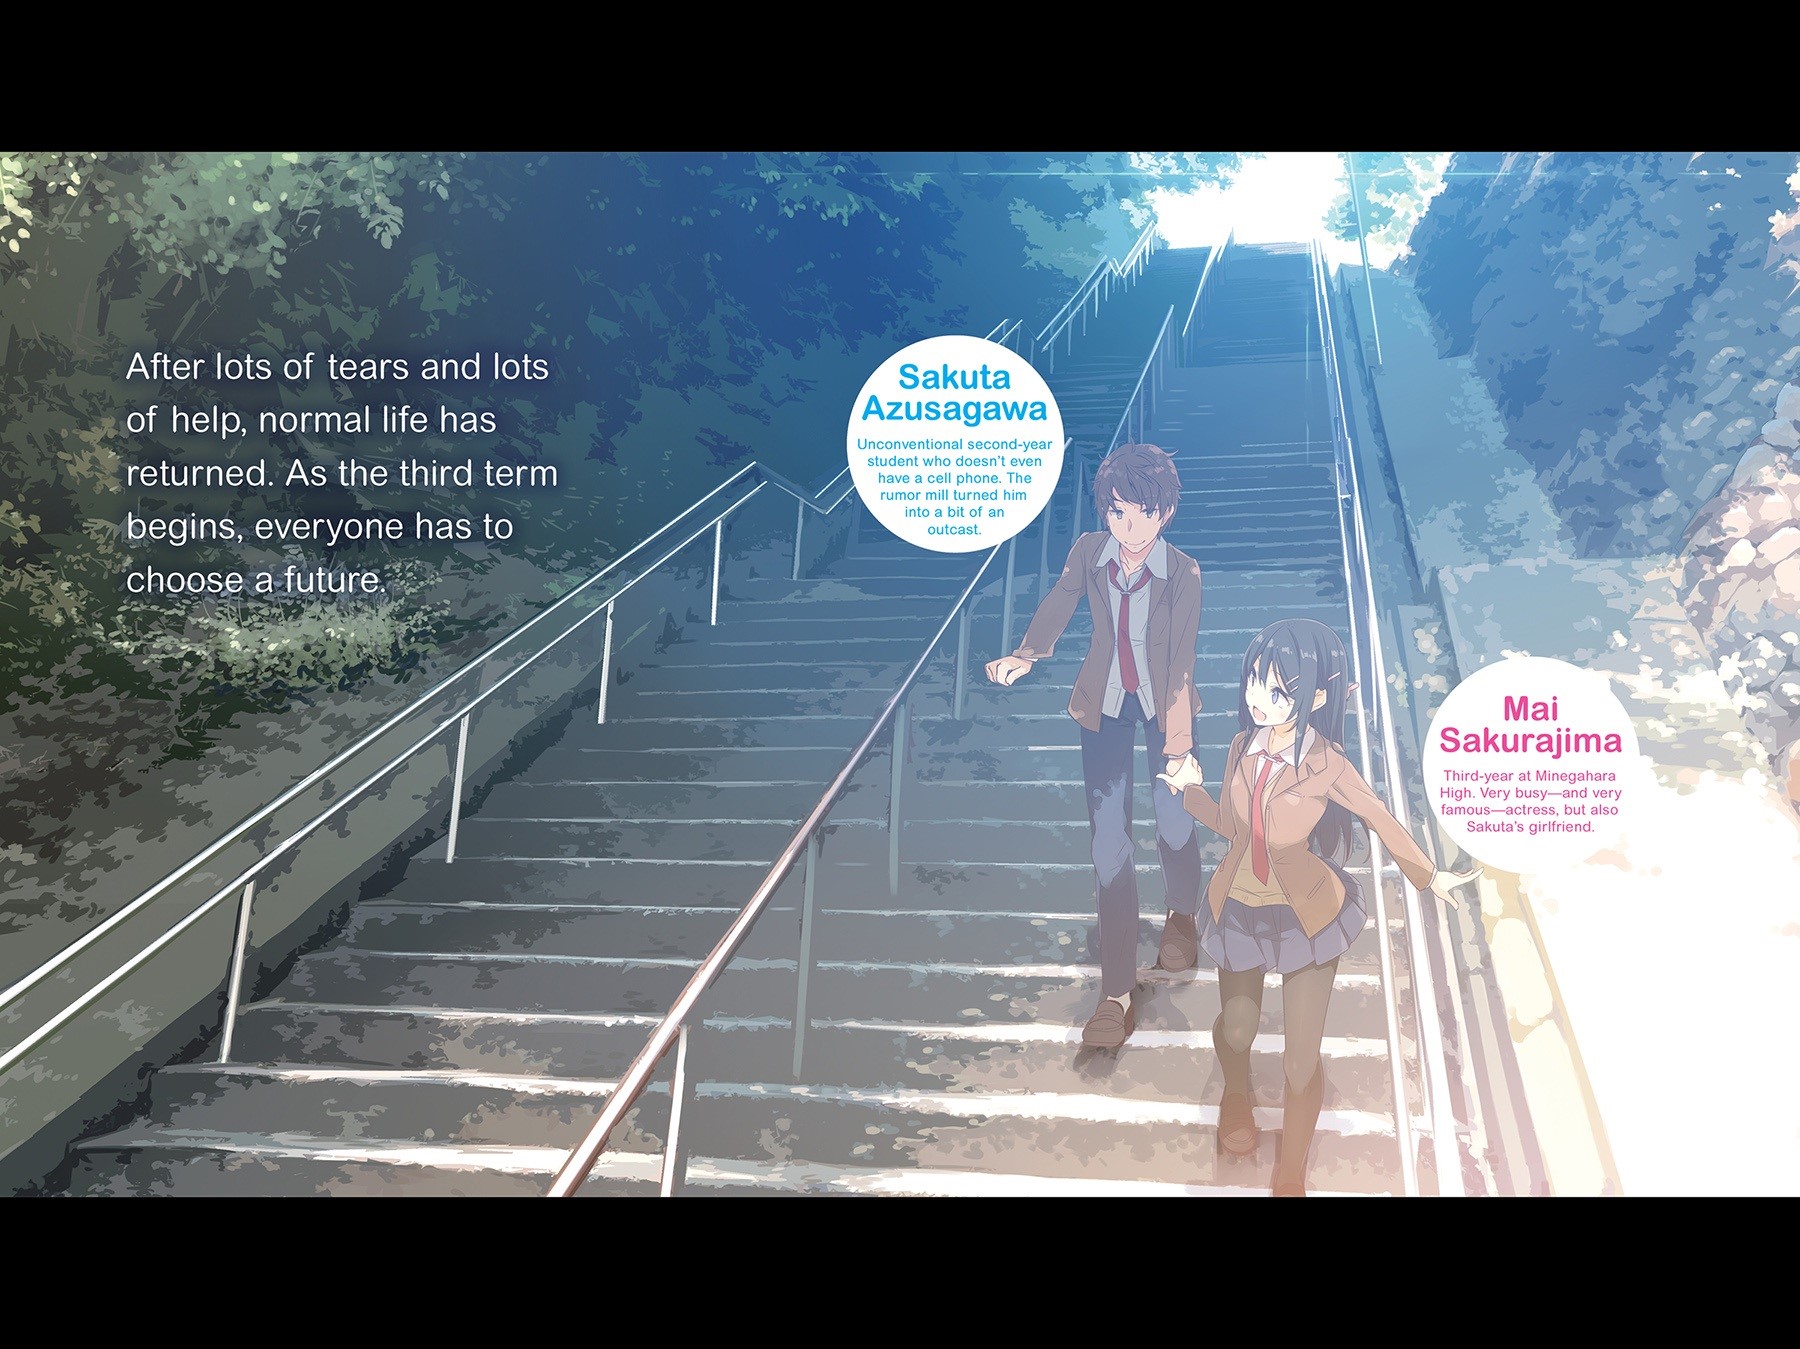 After lots of tears and lots
of help, normal life has
returned. As the third term
begins, everyone has to
choose a future.
Sakuta
Azusagawa
Unconventional second-year
student who doesn't even
have a cell phone. The
rumor mill turned him
into a bit of an
outcast.
Mai
Sakurajima
Third-year at Minegahara
High. Very busy—and very
famous—actress, but also
Sakuta's girlfriend.